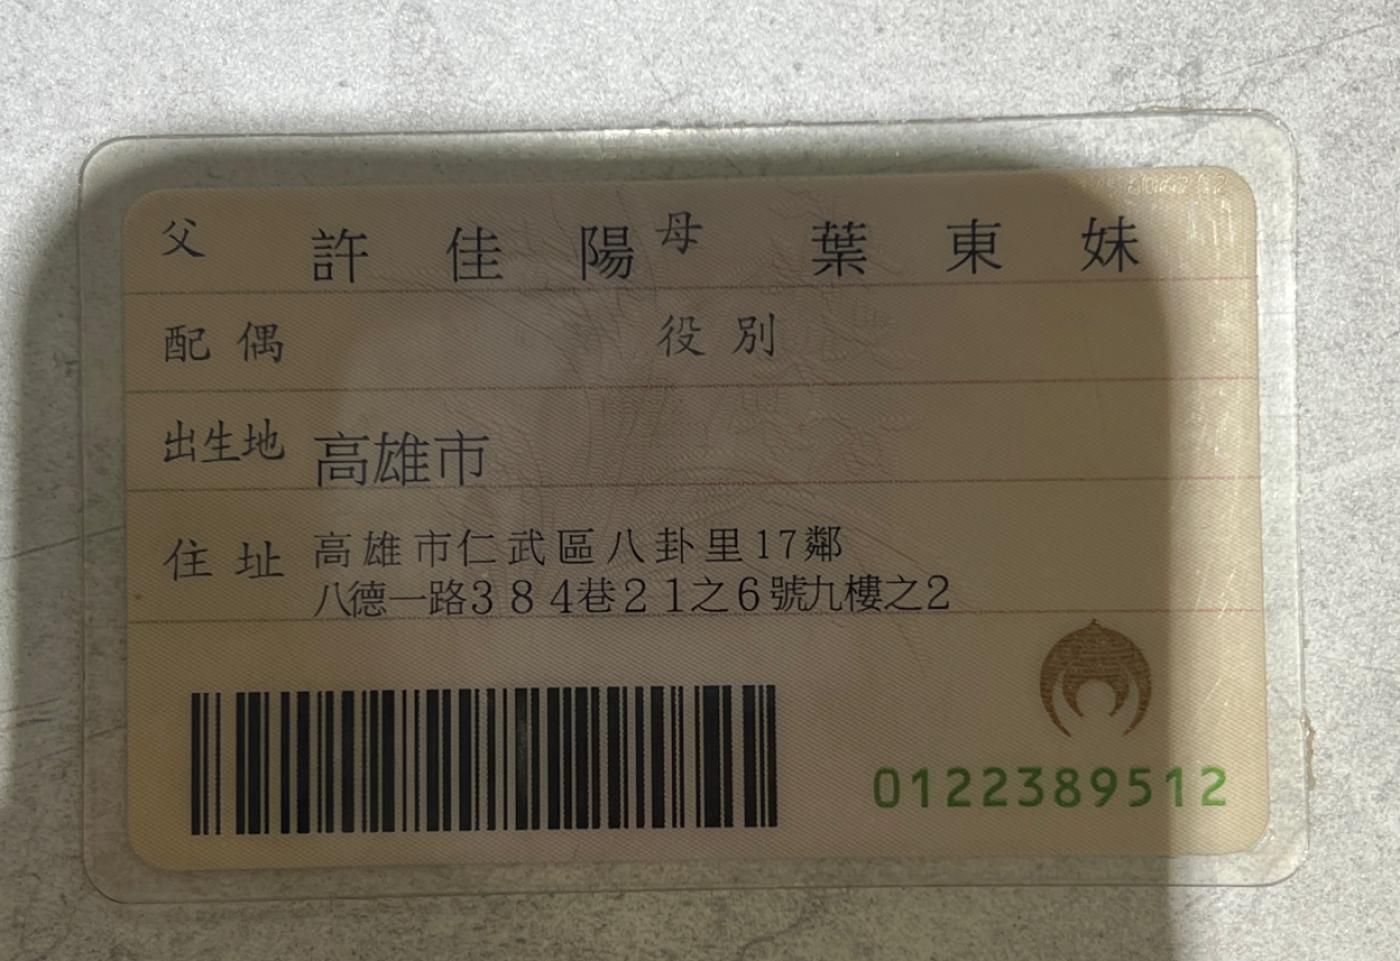 父 許佳陽 母 葉東妹
配偶 役別
出生地 高雄市
住址 高雄市仁武區八卦里17鄰
八德一路384巷21之6號九樓之2
0122389512